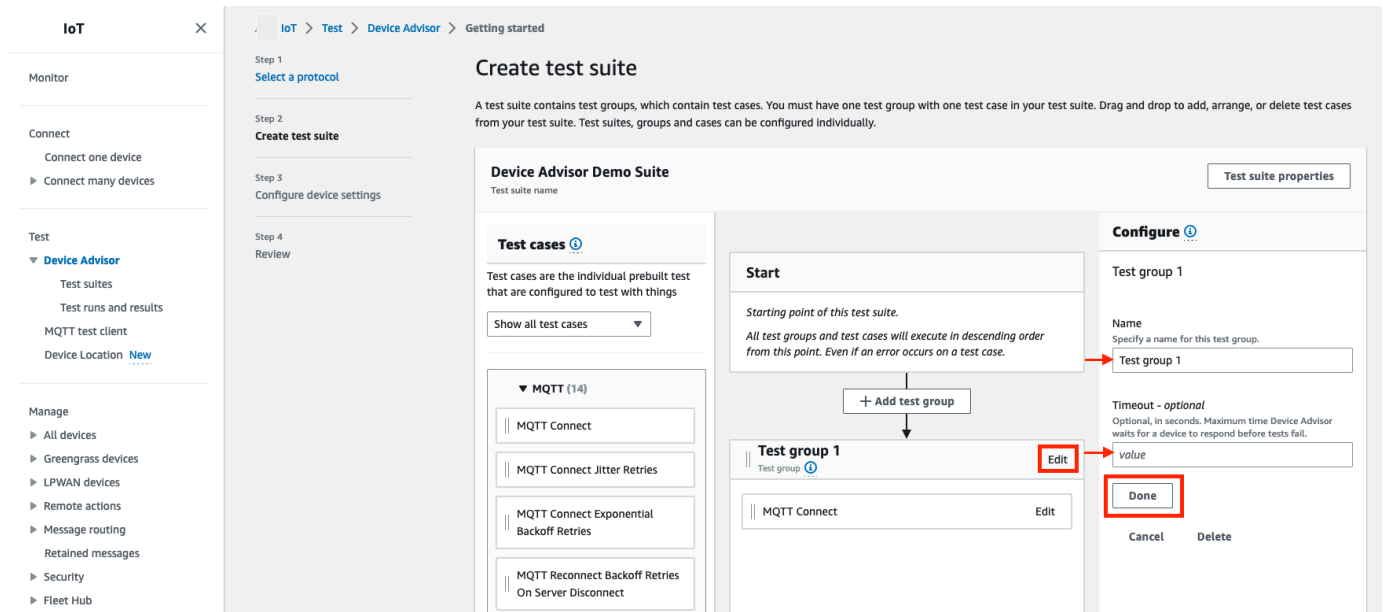 IoT
Monitor
Connect
Connect one device
Connect many devices
Test
Device Advisor
Test suites
Test runs and results
MQTT test client
Device Location New
Manage
All devices
Greengrass devices
LPWAN devices
Remote actions
Message routing
Retained messages
Security
Fleet Hub
IoT > Test > Device Advisor > Getting started
Step 1
Select a protocol
Step 2
Create test suite
Step 3
Configure device settings
Step 4
Review
Create test suite
A test suite contains test groups, which contain test cases. You must have one test group with one test case in your test suite. Drag and drop to add, arrange, or delete test cases
from your test suite. Test suites, groups and cases can be configured individually.
Device Advisor Demo Suite
Test suite name
Test suite properties
Test cases
Test cases are the individual prebuilt test
that are configured to test with things
Show all test cases
MQTT (14)
MQTT Connect
MQTT Connect Jitter Retries
MQTT Connect Exponential
Backoff Retries
MQTT Reconnect Backoff Retries
On Server Disconnect
Start
Starting point of this test suite.
All test groups and test cases will execute in descending order
from this point. Even if an error occurs on a test case.
+ Add test group
Test group 1
Test group
Edit
MQTT Connect
Edit
Configure
Test group 1
Name
Specify a name for this test group.
Test group 1
Timeout - optional
Optional, in seconds. Maximum time Device Advisor
waits for a device to respond before tests fail.
value
Done
Cancel
Delete